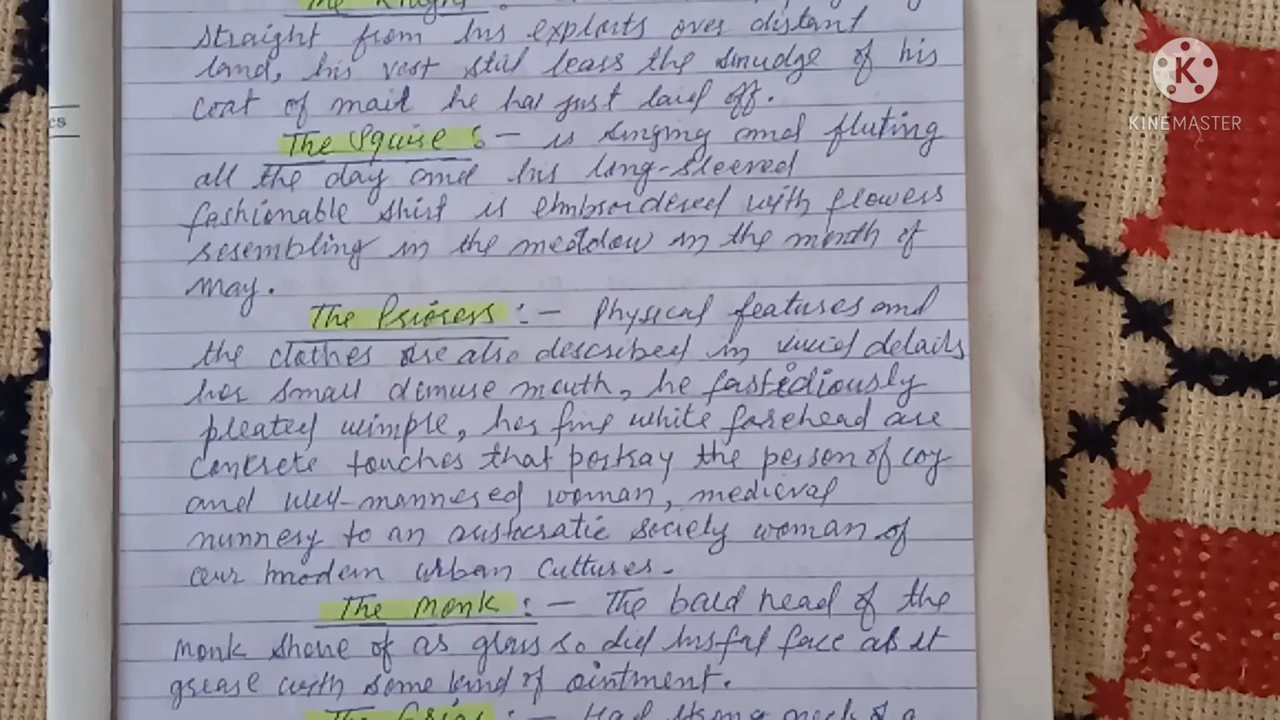 The Knight :
straight from his exploits over distant
land, his vest still bears the smudge of his
coat of mail he has just laid off.
The Squire :- is singing and fluting
all the day and his long-sleeved
fashionable shirt is embroidered with flowers
resembling in the meadow in the month of
May.
The Prioress :- Physical features and
the clothes are also described in vivid details
her small demure mouth, he fastidiously
pleated wimple, her fine white forehead are
concrete touches that portray the person of coy
and well-mannered woman, medieval
nunnery to an aristocratic society woman of
our modern urban cultures.
The Monk :- The bald head of the
monk shone of as glass so did his fat face as it
grease with some kind of ointment.
The Friar :- Had
cs
KINEMASTER